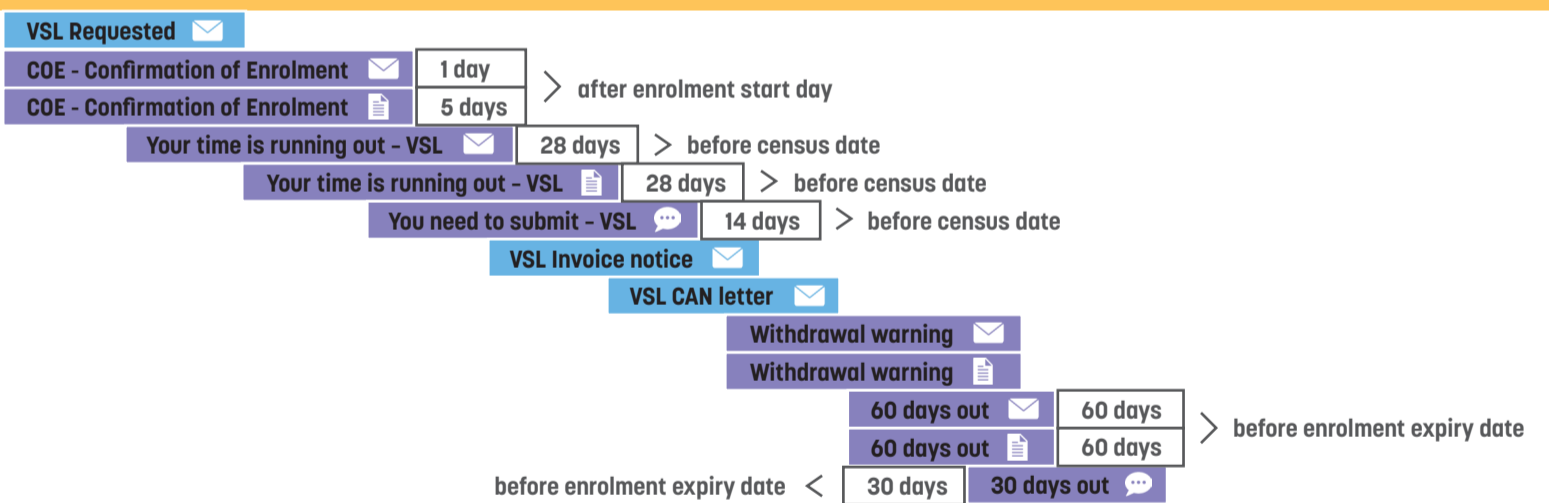 VSL Requested
COE - Confirmation of Enrolment 1 day
COE - Confirmation of Enrolment 5 days
after enrolment start day
Your time is running out - VSL 28 days > before census date
Your time is running out - VSL 28 days > before census date
You need to submit - VSL 14 days > before census date
VSL Invoice notice
VSL CAN letter
Withdrawal warning
Withdrawal warning
60 days out 60 days
60 days out 60 days
before enrolment expiry date
before enrolment expiry date < 30 days 30 days out